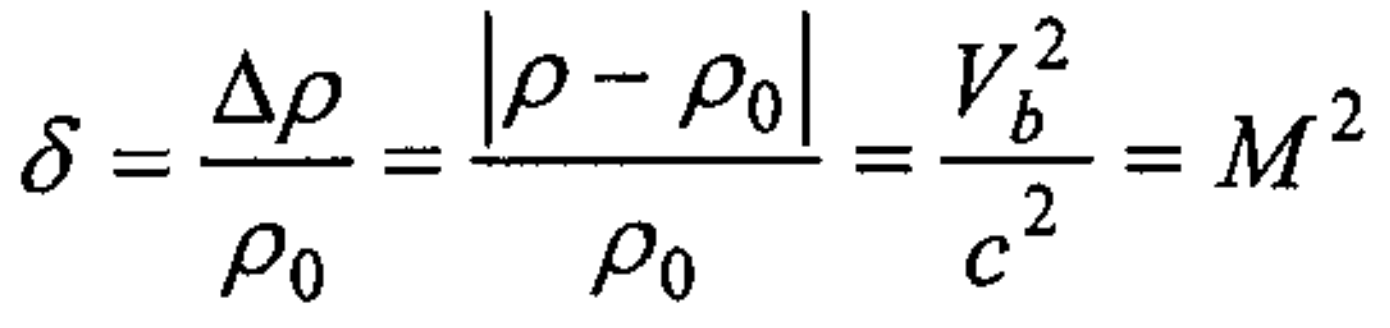 δ = Δρ/ρ₀ = |ρ − ρ₀|/ρ₀ = V_b²/c² = M²